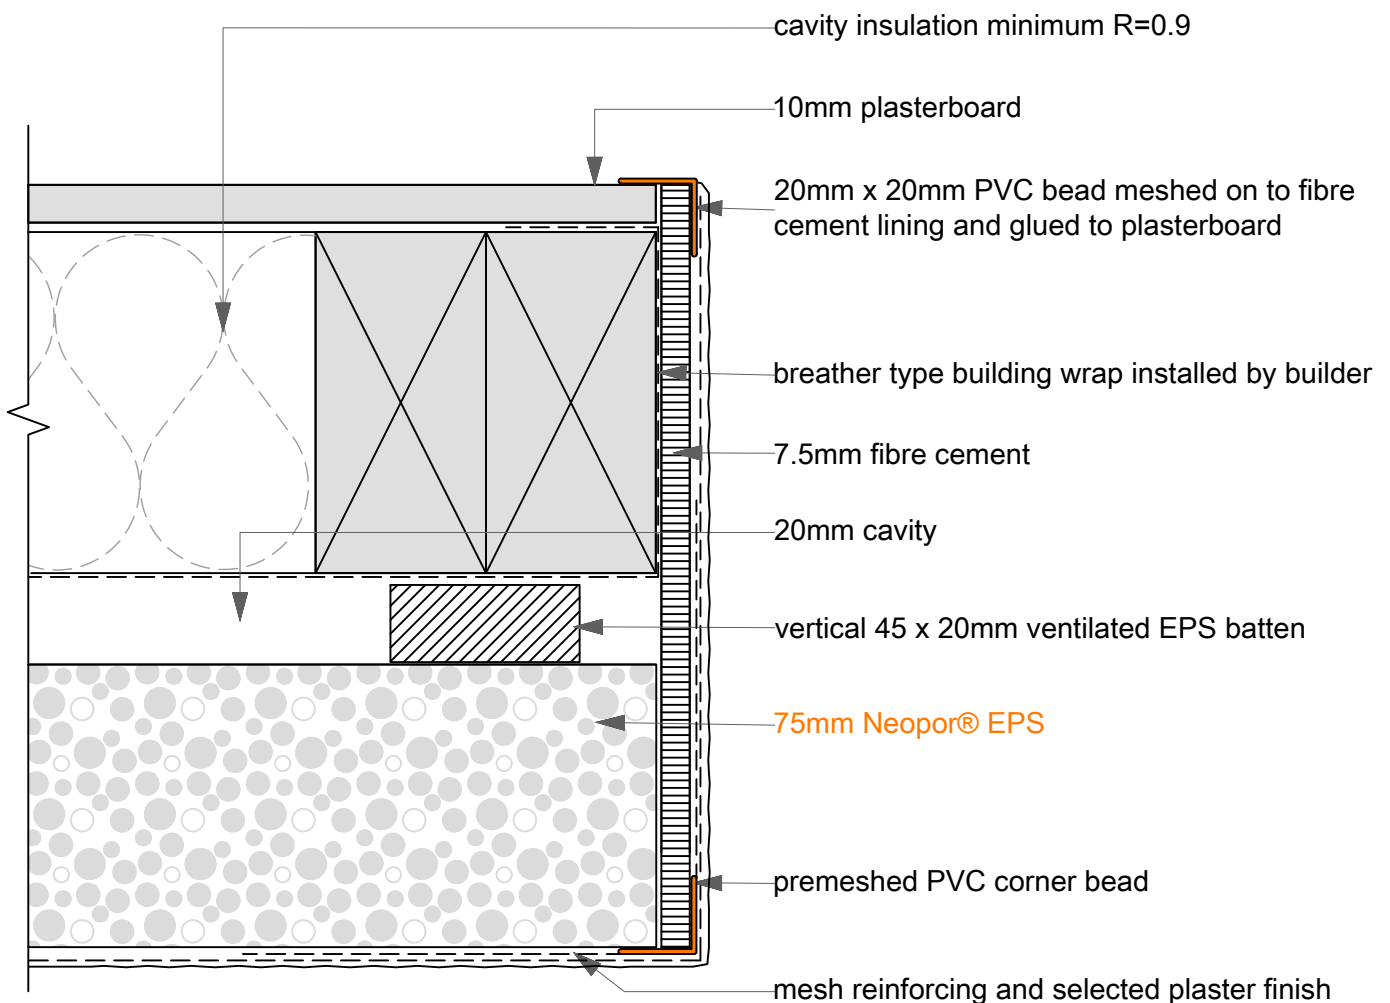 cavity insulation minimum R=0.9
10mm plasterboard
20mm x 20mm PVC bead meshed on to fibre
cement lining and glued to plasterboard
breather type building wrap installed by builder
7.5mm fibre cement
20mm cavity
vertical 45 x 20mm ventilated EPS batten
75mm Neopor® EPS
premeshed PVC corner bead
mesh reinforcing and selected plaster finish